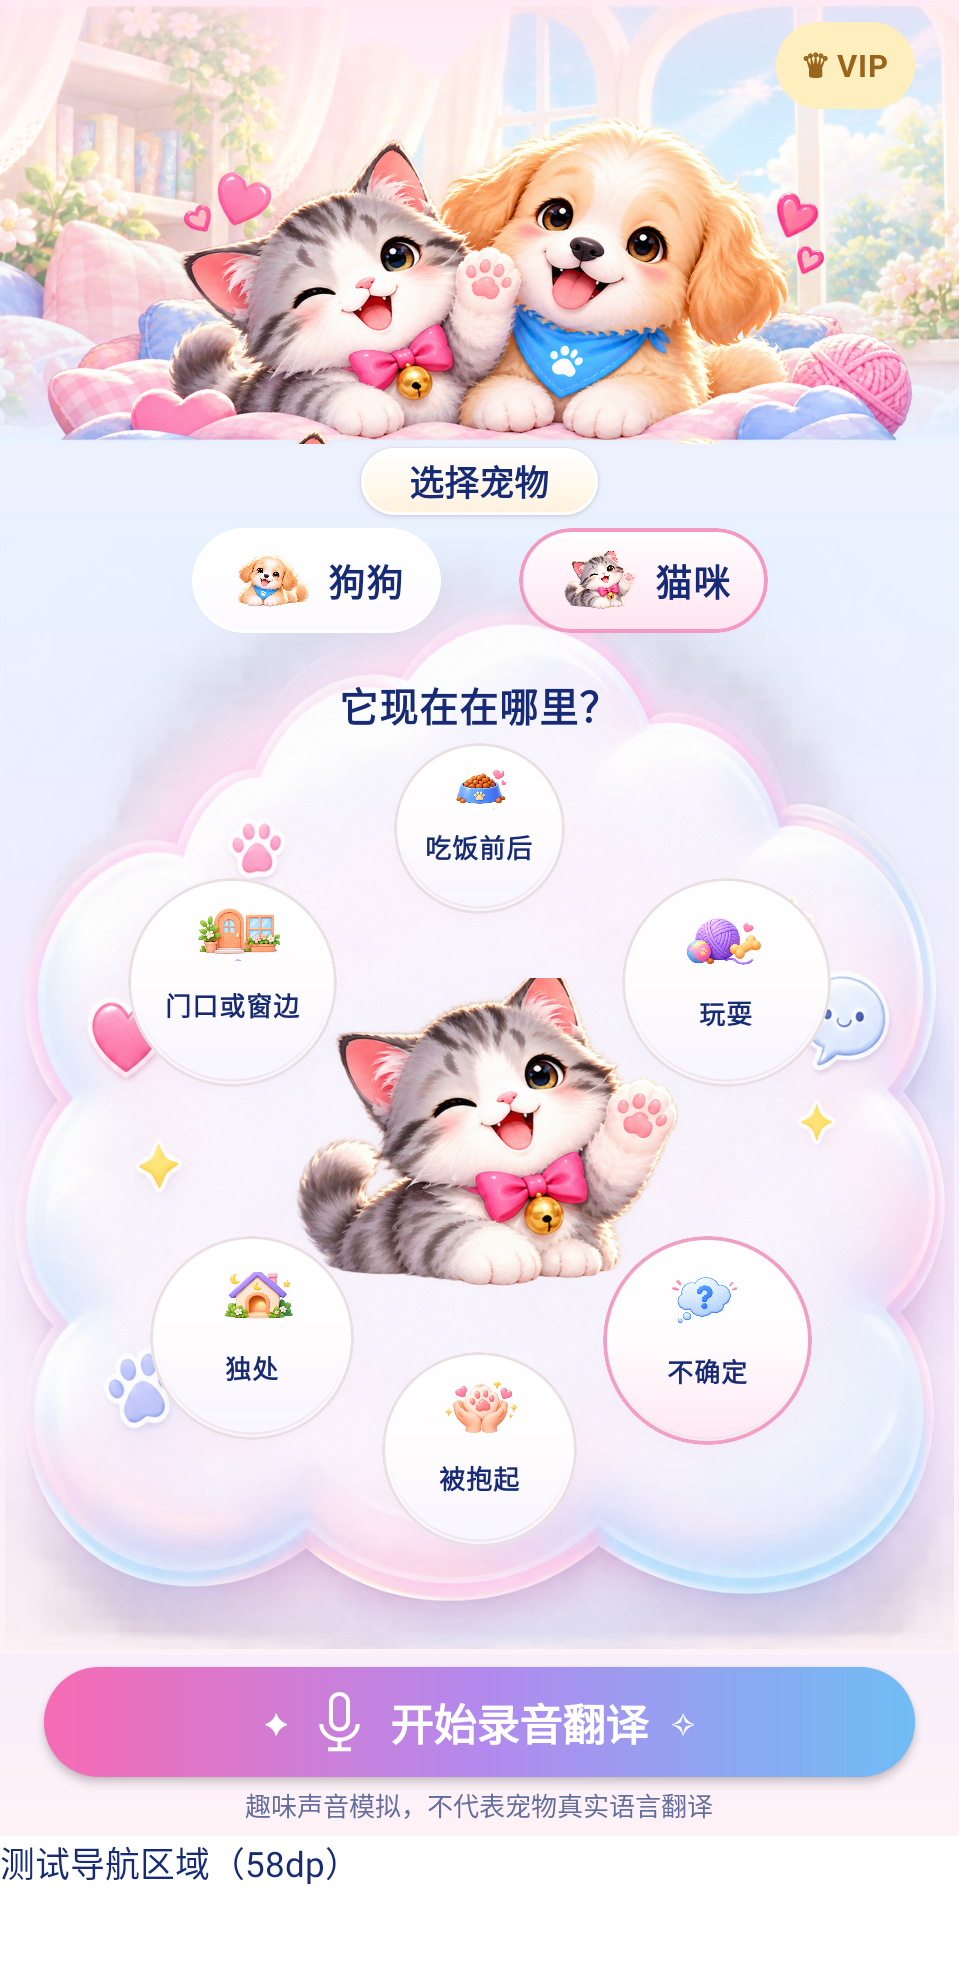 VIP
选择宠物
狗狗
猫咪
它现在在哪里?
吃饭前后
门口或窗边
玩耍
独处
不确定
被抱起
开始录音翻译
趣味声音模拟，不代表宠物真实语言翻译
测试导航区域（58dp）